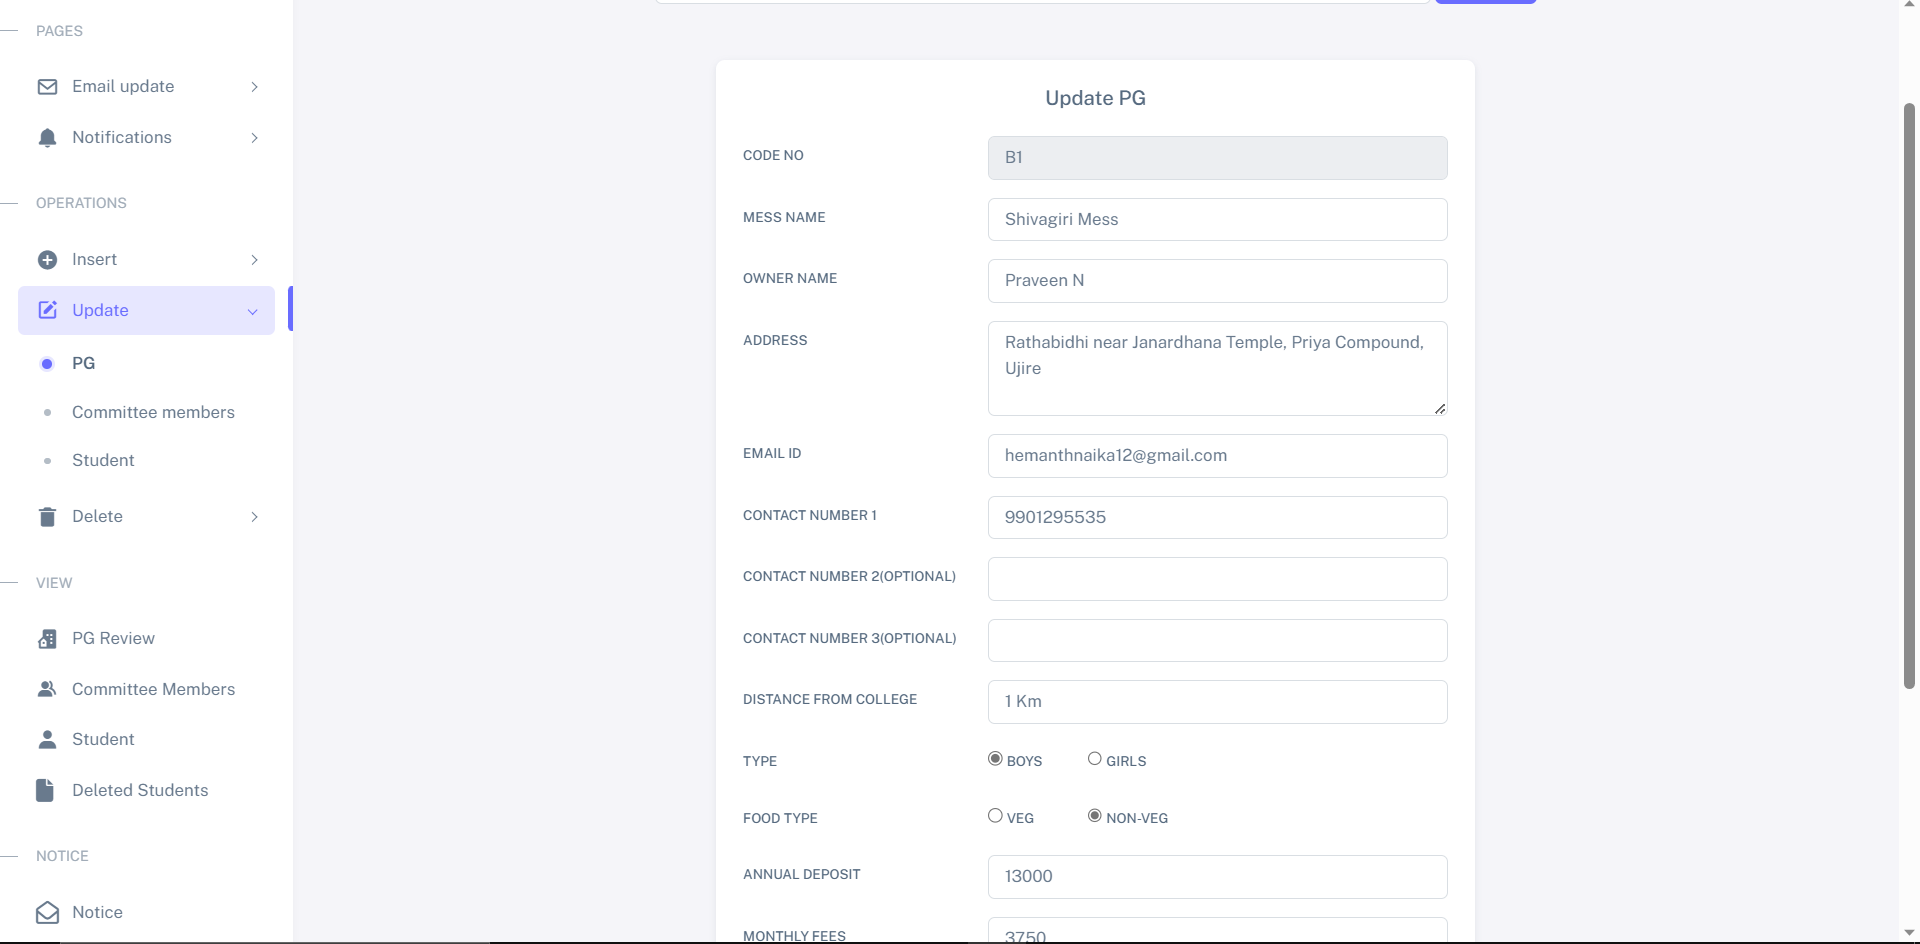 PAGES
Email update
Notifications
OPERATIONS
Insert
Update
PG
Committee members
Student
Delete
VIEW
PG Review
Committee Members
Student
Deleted Students
NOTICE
Notice
Update PG
CODE NO B1
MESS NAME Shivagiri Mess
OWNER NAME Praveen N
ADDRESS Rathabidhi near Janardhana Temple, Priya Compound,
Ujire
EMAIL ID hemanthnaika12@gmail.com
CONTACT NUMBER 1 9901295535
CONTACT NUMBER 2(OPTIONAL)
CONTACT NUMBER 3(OPTIONAL)
DISTANCE FROM COLLEGE 1 Km
TYPE BOYS GIRLS
FOOD TYPE VEG NON-VEG
ANNUAL DEPOSIT 13000
MONTHLY FEES 3750